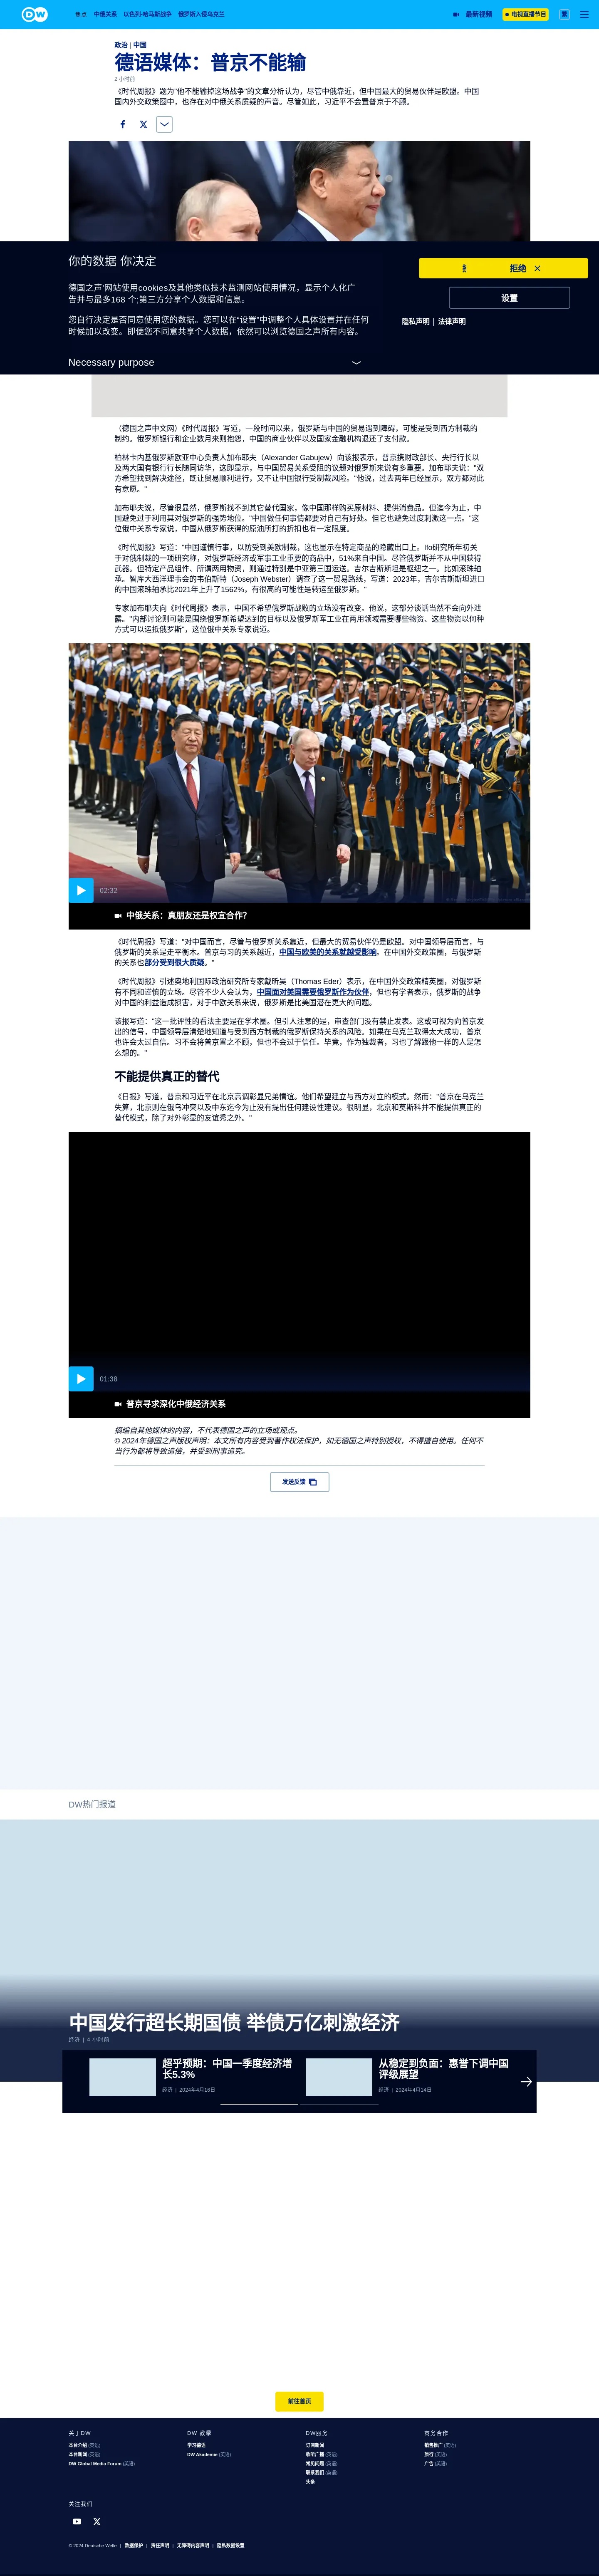 DW
焦点 中俄关系 以色列-哈马斯战争 俄罗斯入侵乌克兰 最新视频 电视直播节目 繁
政治 | 中国
德语媒体：普京不能输
2 小时前
《时代周报》题为"他不能输掉这场战争"的文章分析认为，尽管中俄靠近，但中国最大的贸易伙伴是欧盟。中国
国内外交政策圈中，也存在对中俄关系质疑的声音。尽管如此，习近平不会置普京于不顾。
你的数据 你决定
拒绝
设置
隐私声明 | 法律声明
德国之声'网站使用cookies及其他类似技术监测网站使用情况，显示个人化广
告并与最多168 个;第三方分享个人数据和信息。
您自行决定是否同意使用您的数据。您可以在“设置”中调整个人具体设置并在任何
时候加以改变。即便您不同意共享个人数据，依然可以浏览德国之声所有内容。
Necessary purpose
（德国之声中文网）《时代周报》写道，一段时间以来，俄罗斯与中国的贸易遇到障碍，可能是受到西方制裁的
制约。俄罗斯银行和企业数月来则抱怨，中国的商业伙伴以及国家金融机构退还了支付款。
柏林卡内基俄罗斯欧亚中心负责人加布耶夫（Alexander Gabujew）向该报表示，普京携财政部长、央行行长以
及两大国有银行行长随同访华，这即显示，与中国贸易关系受阻的议题对俄罗斯来说有多重要。加布耶夫说："双
方希望找到解决途径，既让贸易顺利进行，又不让中国银行受制裁风险。"他说，过去两年已经显示，双方都对此
有意愿。"
加布耶夫说，尽管很显然，俄罗斯找不到其它替代国家，像中国那样购买原材料、提供消费品。但迄今为止，中
国避免过于利用其对俄罗斯的强势地位。"中国做任何事情都要对自己有好处。但它也避免过度刺激这一点。"这
位俄中关系专家说，中国从俄罗斯获得的原油所打的折扣也有一定限度。
《时代周报》写道："中国谨慎行事，以防受到美欧制裁，这也显示在特定商品的隐藏出口上。Ifo研究所年初关
于对俄制裁的一项研究称，对俄罗斯经济或军事工业重要的商品中，51%来自中国。尽管俄罗斯并不从中国获得
武器。但特定产品组件、所谓两用物资，则可能是通过特别是中亚第三国运送。吉尔吉斯斯坦是枢纽之一。比如滚珠轴
承。智库大西洋理事会的韦伯斯特（Joseph Webster）调查了这一贸易路线，写道：2023年，吉尔吉斯斯坦进口
的中国滚珠轴承比2021年上升了1562%，有很高的可能性是转运至俄罗斯。"
专家加布耶夫向《时代周报》表示，中国不希望俄罗斯战败的立场没有改变。他说，这部分谈话当然不会向外泄
露。"内部讨论则可能是围绕俄罗斯希望达到的目标以及俄罗斯军工业在两用领域需要哪些物资、这些物资以何种
方式可以运抵俄罗斯"，这位中俄关系专家说道。
02:32
中俄关系：真朋友还是权宜合作？
《时代周报》写道："对中国而言，尽管与俄罗斯关系靠近，但最大的贸易伙伴仍是欧盟。对中国领导层而言，与
俄罗斯的关系是走平衡木。普京与习的关系越近，中国与欧美的关系就越受影响。在中国外交政策圈，与俄罗斯
的关系也部分受到很大质疑。"
《时代周报》引述奥地利国际政治研究所专家戴昕昊（Thomas Eder）表示，在中国外交政策精英圈，对俄罗斯
有不同和谨慎的立场。尽管不少人会认为，中国面对美国需要俄罗斯作为伙伴，但也有学者表示，俄罗斯的战争
对中国的利益造成损害，对于中欧关系来说，俄罗斯是比美国潜在更大的问题。
该报写道："这一批评性的看法主要是在学术圈。但引人注意的是，审查部门没有禁止发表。这或可视为向普京发
出的信号，中国领导层清楚地知道与受到西方制裁的俄罗斯保持关系的风险。如果在乌克兰取得太大成功，普京
也许会太过自信。习不会将普京置之不顾，但也不会过于信任。毕竟，作为独裁者，习也了解跟他一样的人是怎
么想的。"
不能提供真正的替代
《日报》写道，普京和习近平在北京高调彰显兄弟情谊。他们希望建立与西方对立的模式。然而："普京在乌克兰
失算，北京则在俄乌冲突以及中东迄今为止没有提出任何建设性建议。很明显，北京和莫斯科并不能提供真正的
替代模式，除了对外彰显的友谊秀之外。"
01:38
普京寻求深化中俄经济关系
摘编自其他媒体的内容，不代表德国之声的立场或观点。
© 2024年德国之声版权声明：本文所有内容受到著作权法保护，如无德国之声特别授权，不得擅自使用。任何不
当行为都将导致追偿，并受到刑事追究。
发送反馈
DW热门报道
中国发行超长期国债 举债万亿刺激经济
经济 | 4 小时前
超乎预期：中国一季度经济增
长5.3%
经济 | 2024年4月16日
从稳定到负面：惠誉下调中国
评级展望
经济 | 2024年4月14日
前往首页
关于DW
本台介绍 (英语)
本台新闻 (英语)
DW Global Media Forum (英语)
DW 教学
学习德语
DW Akademie (英语)
DW服务
订阅新闻
收听广播 (英语)
常见问题 (英语)
联系我们 (英语)
头条
商务合作
销售推广 (英语)
旅行 (英语)
广告 (英语)
关注我们
© 2024 Deutsche Welle | 数据保护 | 责任声明 | 无障碍内容声明 | 隐私数据设置